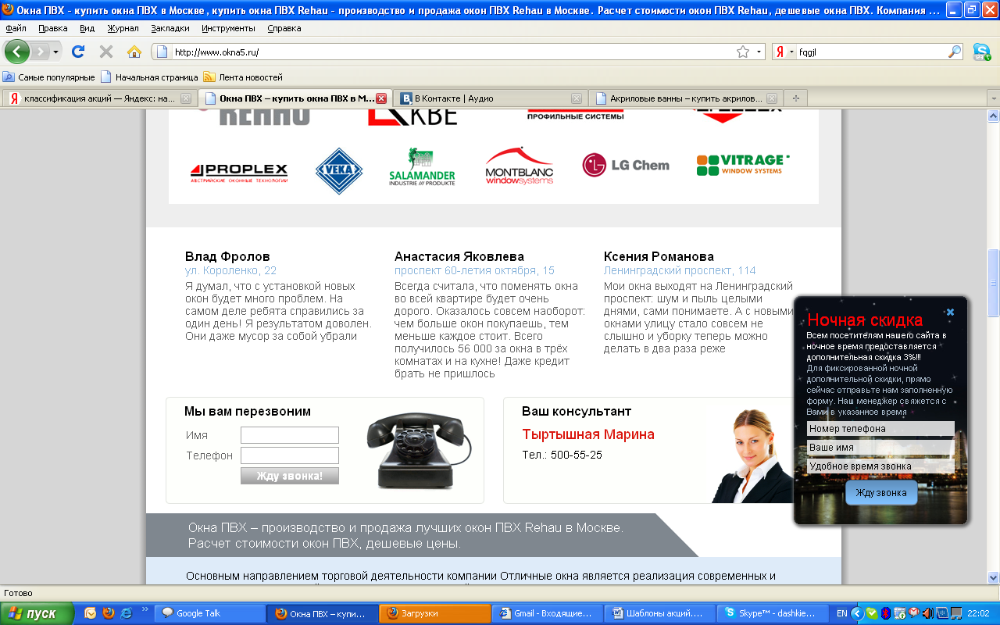 Окна ПВХ - купить окна ПВХ в Москве, купить окна ПВХ Rehau - производство и продажа окон ПВХ Rehau в Москве. Расчет стоимости окон ПВХ Rehau, дешевые окна ПВХ. Компания ...
Файл Правка Вид Журнал Закладки Инструменты Справка
http://www.okna5.ru/
Я fqgjl
Самые популярные Начальная страница Лента новостей
классификация акций — Яндекс: на...
Окна ПВХ – купить окна ПВХ в М...
В Контакте | Аудио
Акриловые ванны – купить акрилов...
REHAU
KBE
ПРОФИЛЬНЫЕ СИСТЕМЫ
PROPLEX
АВСТРИЙСКИЕ ОКОННЫЕ ТЕХНОЛОГИИ
VEKA
SALAMANDER
INDUSTRIE /// PRODUKTE
MONTBLANC
windowsystems
LG Chem
VITRAGE
WINDOW SYSTEMS
Влад Фролов
ул. Короленко, 22
Я думал, что с установкой новых
окон будет много проблем. На
самом деле ребята справились за
один день! Я результатом доволен.
Они даже мусор за собой убрали
Анастасия Яковлева
проспект 60-летия октября, 15
Всегда считала, что поменять окна
во всей квартире будет очень
дорого. Оказалось совсем наоборот:
чем больше окон покупаешь, тем
меньше каждое стоит. Всего
получилось 56 000 за окна в трёх
комнатах и на кухне! Даже кредит
брать не пришлось
Ксения Романова
Ленинградский проспект, 114
Мои окна выходят на Ленинградский
проспект: шум и пыль целыми
днями, сами понимаете. А с новыми
окнами улицу стало совсем не
слышно и уборку теперь можно
делать в два раза реже
Ночная скидка
Всем посетителям нашего сайта в
ночное время предоставляется
дополнительная скидка 3%!!!
Для фиксированной ночной
дополнительной скидки, прямо
сейчас отправьте нам заполненную
форму. Наш менеджер свяжется с
Вами в указанное время
Номер телефона
Ваше имя
Удобное время звонка
Жду звонка
Мы вам перезвоним
Имя
Телефон
Жду звонка!
Ваш консультант
Тыртышная Марина
Тел.: 500-55-25
Окна ПВХ – производство и продажа лучших окон ПВХ Rehau в Москве.
Расчет стоимости окон ПВХ, дешевые цены.
Основным направлением торговой деятельности компании Отличные окна является реализация современных и
Готово
пуск
Google Talk
Окна ПВХ – купи...
Загрузки
Gmail - Входящие...
Шаблоны акций....
Skype™ - dashkie...
EN
22:02